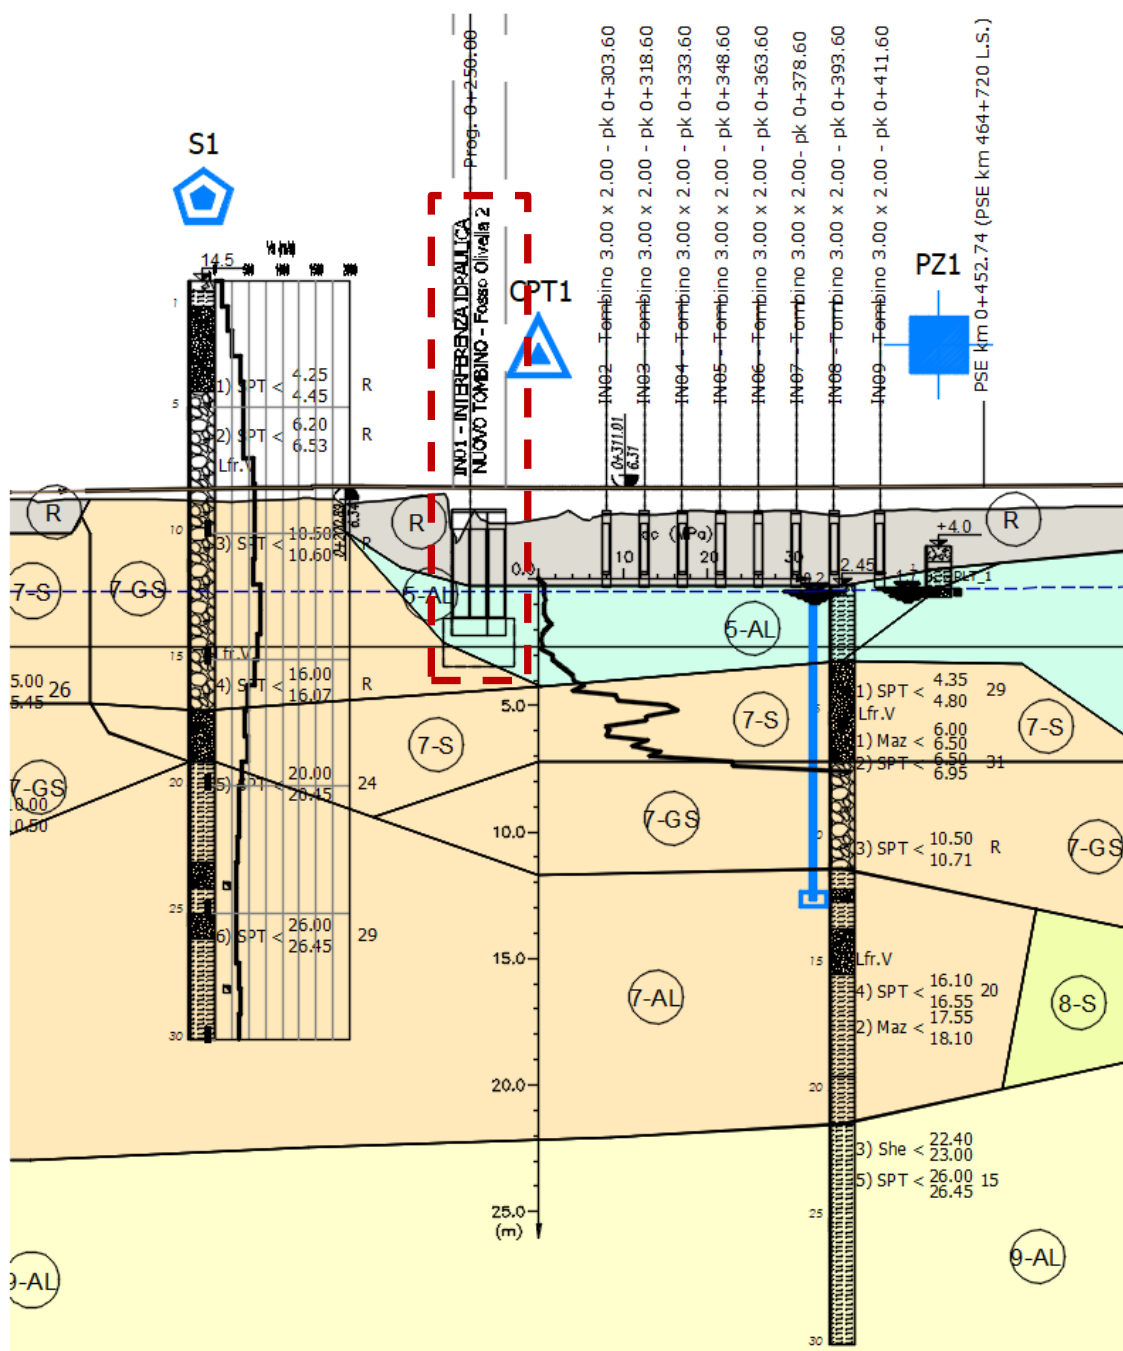 Prog. 0+250.00
IN01 - INTERFERENZA IDRAULICA
NUOVO TOMBINO - Fosso Olivella 2
IN02 - Tombino 3.00 x 2.00 - pk 0+303.60
IN03 - Tombino 3.00 x 2.00 - pk 0+318.60
IN04 - Tombino 3.00 x 2.00 - pk 0+333.60
IN05 - Tombino 3.00 x 2.00 - pk 0+348.60
IN06 - Tombino 3.00 x 2.00 - pk 0+363.60
IN07 - Tombino 3.00 x 2.00- pk 0+378.60
IN08 - Tombino 3.00 x 2.00 - pk 0+393.60
IN09 - Tombino 3.00 x 2.00 - pk 0+411.60
PSE km 0+452.74 (PSE km 464+720 L.S.)
S1
CPT1
PZ1
14.5
1
1) SPT < 4.25
4.45 R
5
2) SPT < 6.20
6.53 R
Lfr.V
0+311.01
6.31
6.34
R
R
R
10
3) SPT < 10.50
10.60 R
qc (MPa)
10
20
30
+4.0
0.0
2.45
7-S
7-GS
5-AL
5-AL
15
Lfr.V
4) SPT < 16.00
16.07 R
5.00
5.45 26
5.0
1) SPT < 4.35
4.80 29
Lfr.V
7-S
7-S
7-S
1) Maz < 6.00
6.50
2) SPT < 6.50
6.95 31
20
5) SPT < 20.00
20.45 24
7-GS
10.50
10.0
7-GS
3) SPT < 10.50
10.71 R
7-GS
25
6) SPT < 26.00
26.45 29
15.0
15
Lfr.V
7-AL
4) SPT < 16.10
16.55 20
8-S
2) Maz < 17.55
18.10
30
20.0
20
3) She < 22.40
23.00
5) SPT < 26.00
26.45 15
25.0
(m)
25
9-AL
9-AL
30